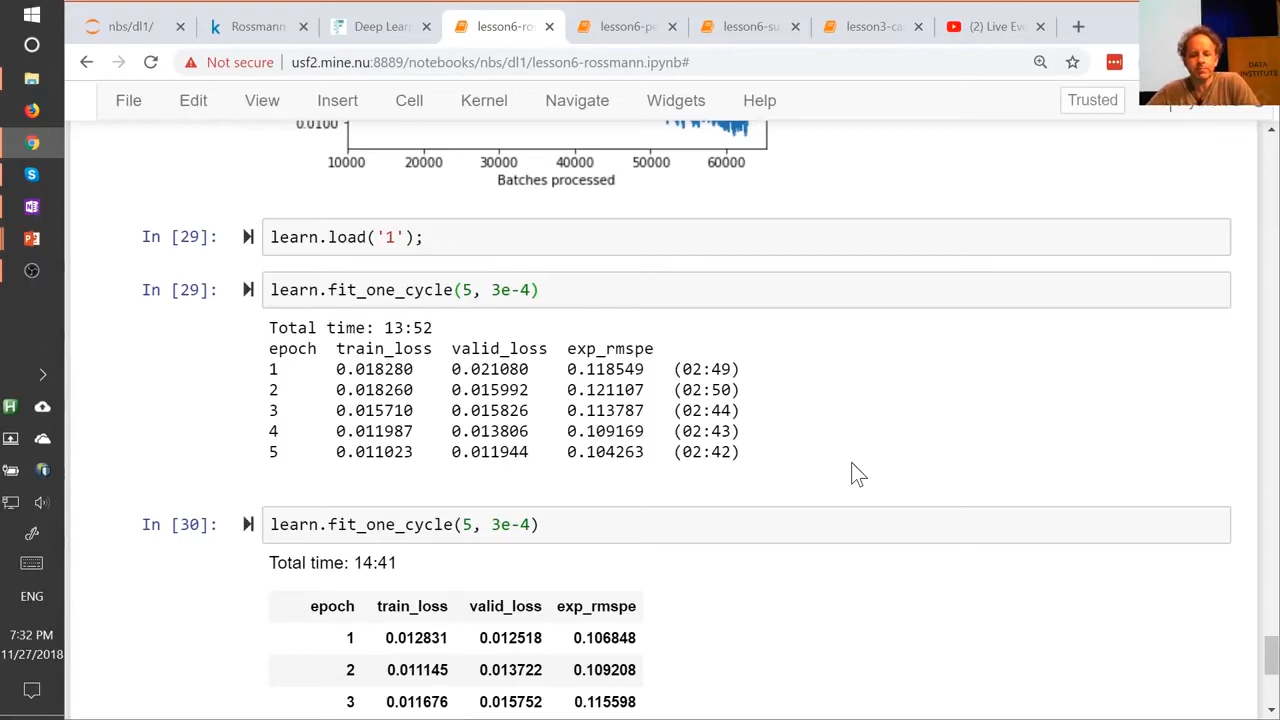 nbs/dl1/
Rossmann
Deep Learn
lesson6-ro
lesson6-pe
lesson6-su
lesson3-ca
(2) Live Eve
Not secure
usf2.mine.nu:8889/notebooks/nbs/dl1/lesson6-rossmann.ipynb#
DATA
INSTITUTE
File Edit View Insert Cell Kernel Navigate Widgets Help
Trusted
0.0100
10000 20000 30000 40000 50000 60000
Batches processed
In [29]: learn.load('1');
In [29]: learn.fit_one_cycle(5, 3e-4)
Total time: 13:52
epoch train_loss valid_loss exp_rmspe
1 0.018280 0.021080 0.118549 (02:49)
2 0.018260 0.015992 0.121107 (02:50)
3 0.015710 0.015826 0.113787 (02:44)
4 0.011987 0.013806 0.109169 (02:43)
5 0.011023 0.011944 0.104263 (02:42)
In [30]: learn.fit_one_cycle(5, 3e-4)
Total time: 14:41
epoch train_loss valid_loss exp_rmspe
1 0.012831 0.012518 0.106848
2 0.011145 0.013722 0.109208
3 0.011676 0.015752 0.115598
ENG
7:32 PM
11/27/2018